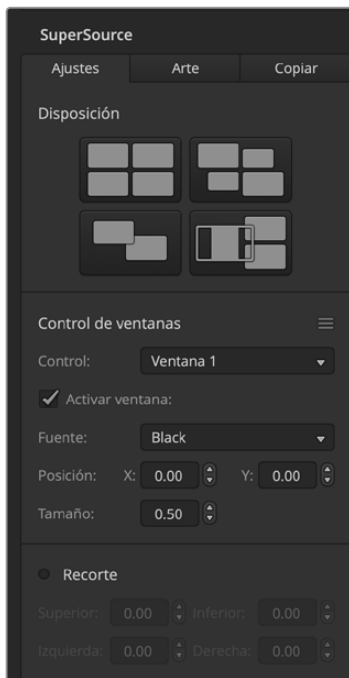 SuperSource
Ajustes Arte Copiar
Disposición
Control de ventanas
Control: Ventana 1
Activar ventana:
Fuente: Black
Posición: X: 0.00 Y: 0.00
Tamaño: 0.50
Recorte
Superior: 0.00 Inferior: 0.00
Izquierda: 0.00 Derecha: 0.00